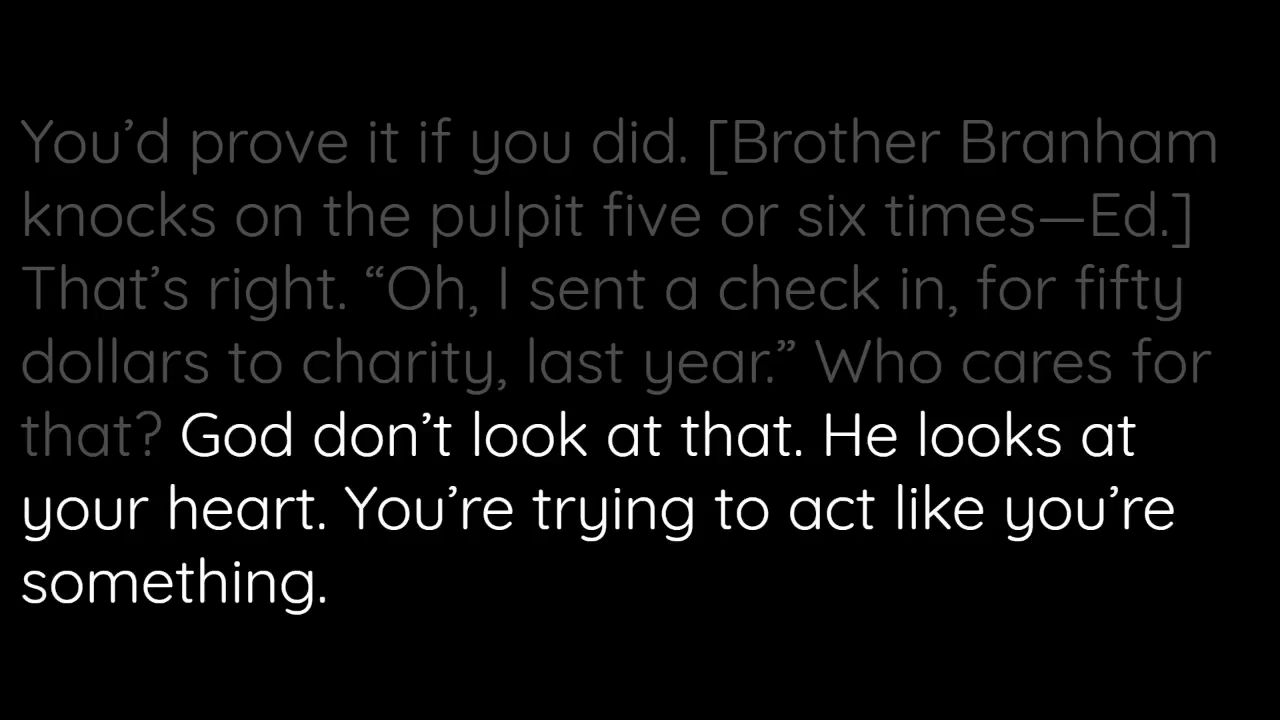 You’d prove it if you did. [Brother Branham
knocks on the pulpit five or six times—Ed.]
That’s right. “Oh, I sent a check in, for fifty
dollars to charity, last year.” Who cares for
that? God don’t look at that. He looks at
your heart. You’re trying to act like you’re
something.